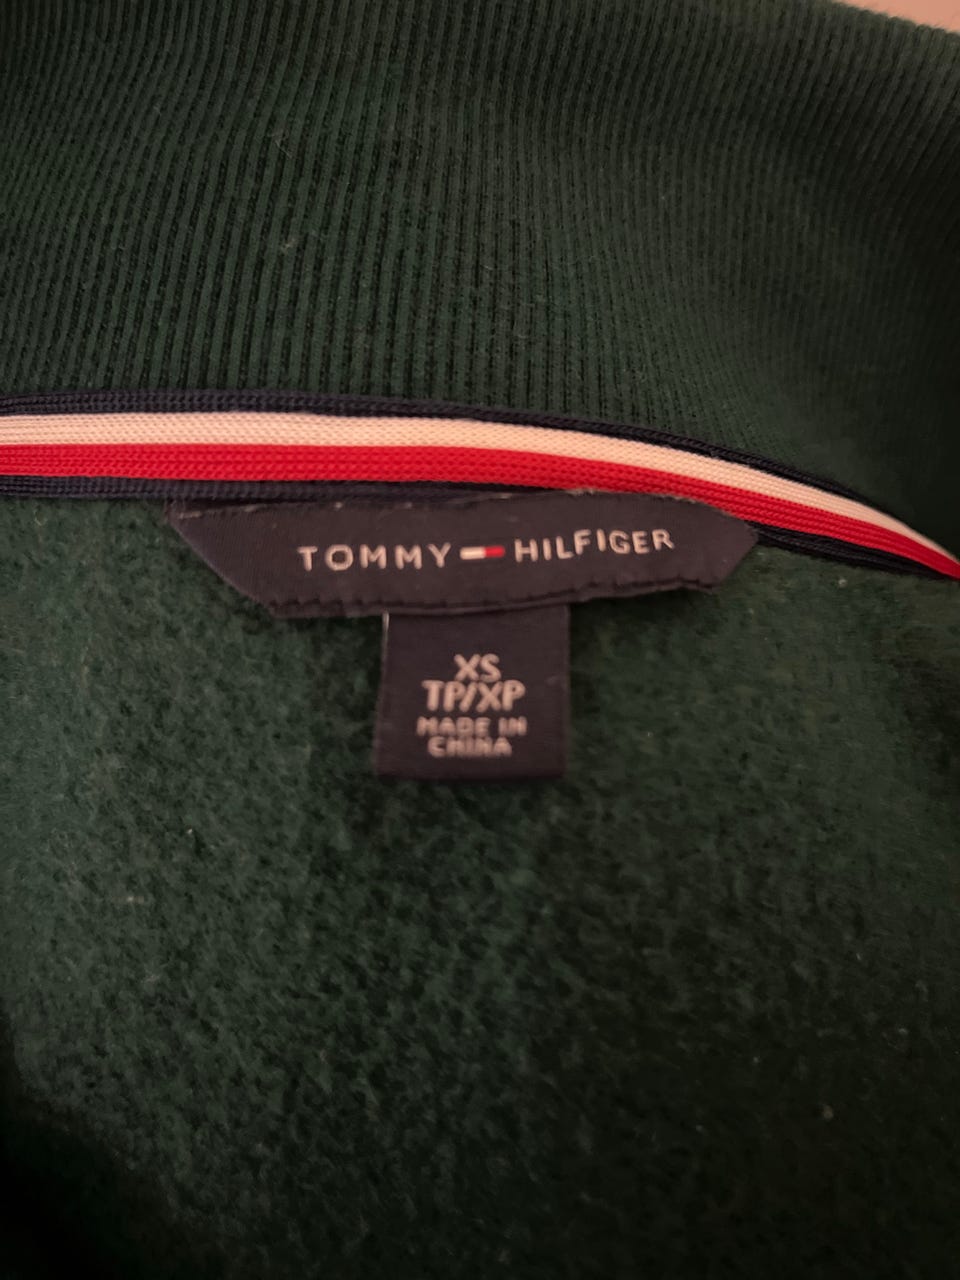 TOMMY HILFIGER
XS
TP/XP
MADE IN
CHINA